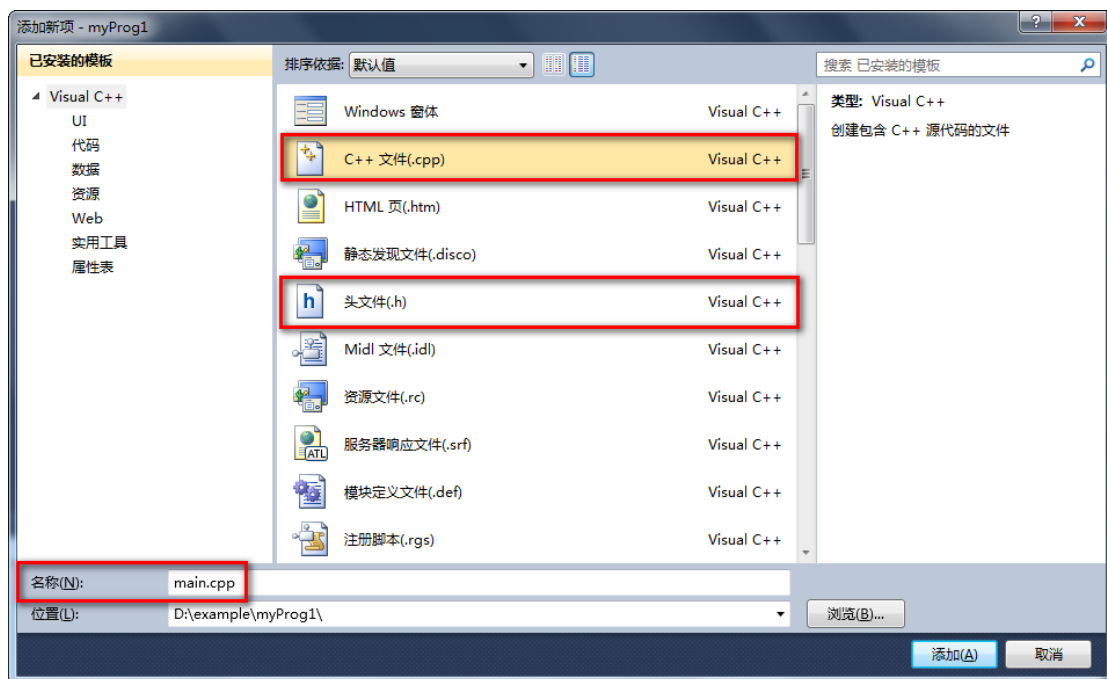 添加新项 - myProg1
已安装的模板
排序依据: 默认值
搜索 已安装的模板
Visual C++
UI
代码
数据
资源
Web
实用工具
属性表
Windows 窗体 Visual C++
C++ 文件(.cpp) Visual C++
HTML 页(.htm) Visual C++
静态发现文件(.disco) Visual C++
h 头文件(.h) Visual C++
Midl 文件(.idl) Visual C++
资源文件(.rc) Visual C++
ATL 服务器响应文件(.srf) Visual C++
模块定义文件(.def) Visual C++
注册脚本(.rgs) Visual C++
类型: Visual C++
创建包含 C++ 源代码的文件
名称(N): main.cpp
位置(L): D:\example\myProg1\
浏览(B)...
添加(A) 取消